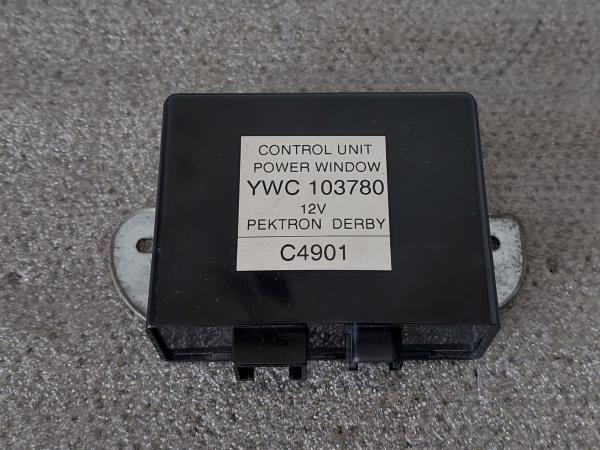 CONTROL UNIT
POWER WINDOW
YWC 103780
12V
PEKTRON DERBY
C4901